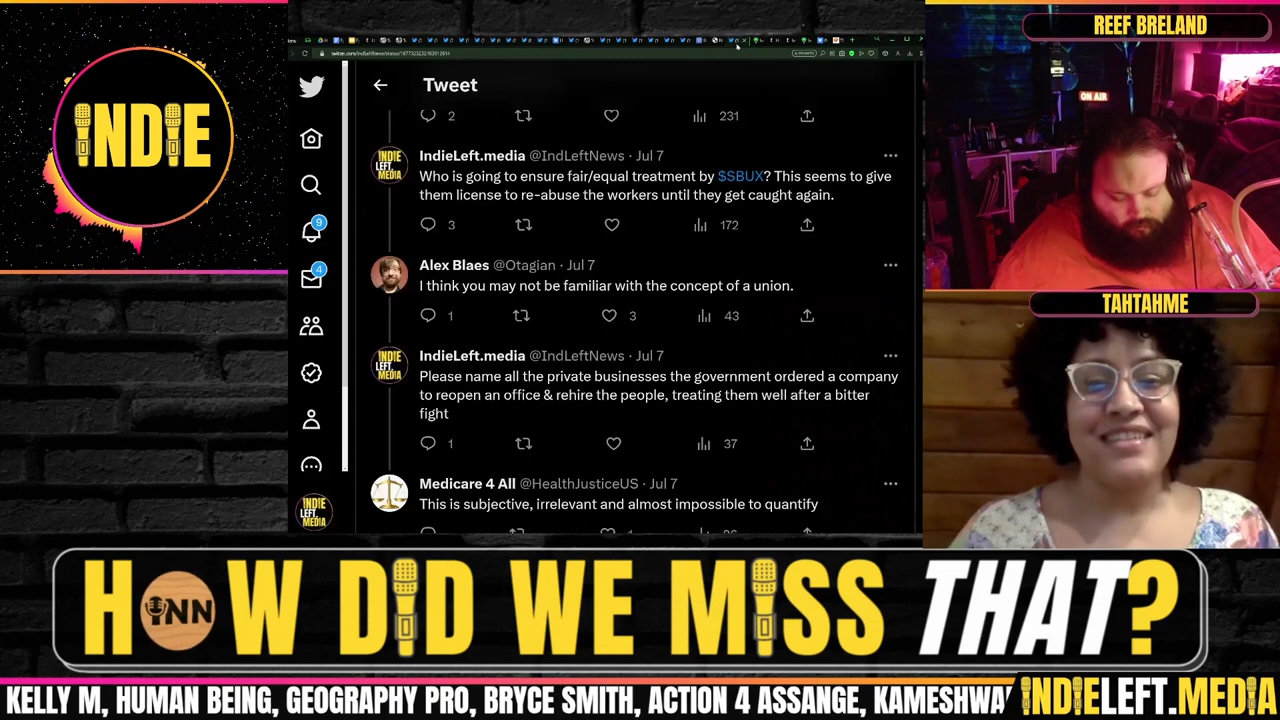 INDIE
REEF BRELAND
ON AIR
TAHTAHME
Tweet
2
231
IndieLeft.media @IndLeftNews · Jul 7
Who is going to ensure fair/equal treatment by $SBUX? This seems to give
them license to re-abuse the workers until they get caught again.
3
172
Alex Blaes @Otagian · Jul 7
I think you may not be familiar with the concept of a union.
1
3
43
IndieLeft.media @IndLeftNews · Jul 7
Please name all the private businesses the government ordered a company
to reopen an office & rehire the people, treating them well after a bitter
fight
1
37
Medicare 4 All @HealthJusticeUS · Jul 7
This is subjective, irrelevant and almost impossible to quantify
9
4
INDIE
LEFT.
MEDIA
HOW DID WE MISS THAT?
INN
KELLY M, HUMAN BEING, GEOGRAPHY PRO, BRYCE SMITH, ACTION 4 ASSANGE, KAMESHWA
INDIELEFT.MEDIA